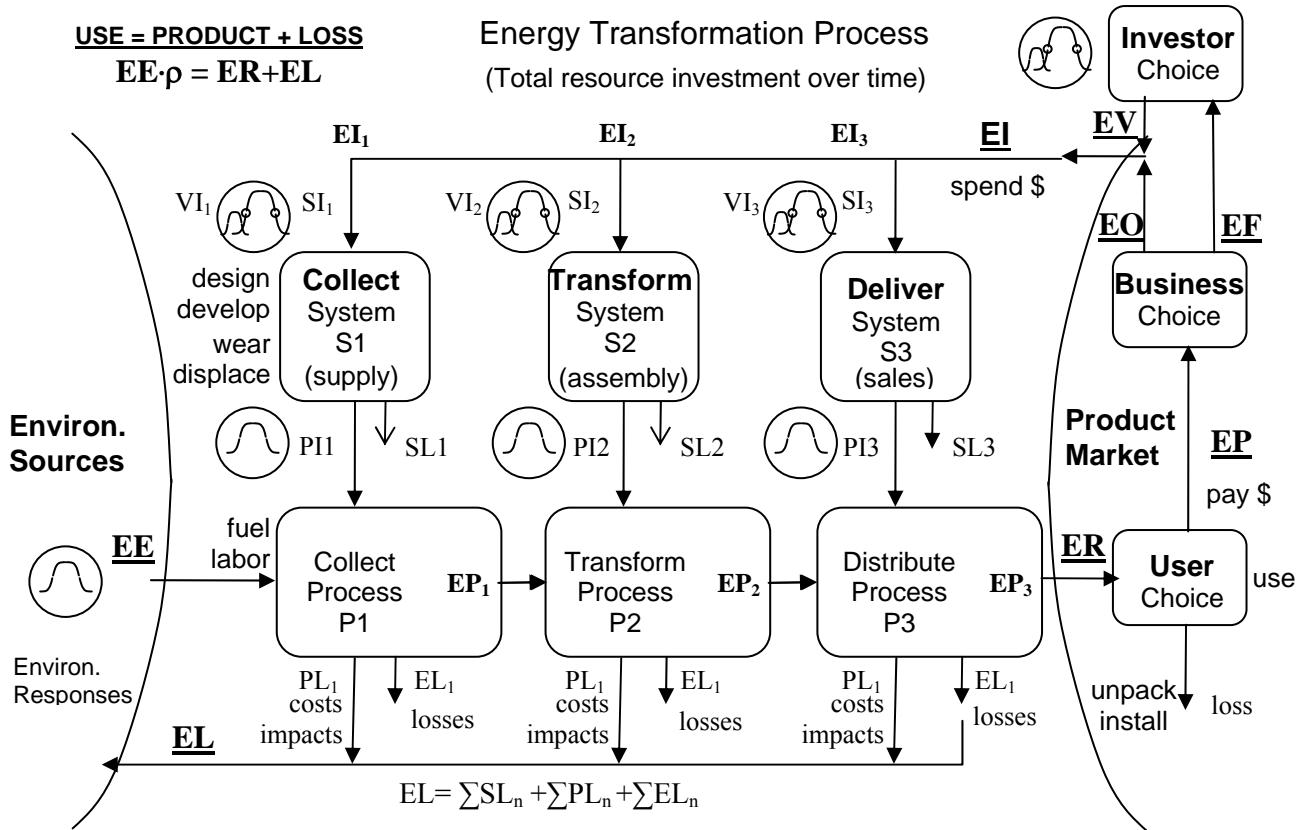 USE = PRODUCT + LOSS
EE·ρ = ER+EL
Energy Transformation Process
(Total resource investment over time)
Investor
Choice
EI₁
EI₂
EI₃
EI
EV
spend $
VI₁
SI₁
VI₂
SI₂
VI₃
SI₃
EO
EF
design
develop
wear
displace
Collect
System
S1
(supply)
Transform
System
S2
(assembly)
Deliver
System
S3
(sales)
Business
Choice
Environ.
Sources
PI1
SL1
PI2
SL2
PI3
SL3
Product
Market
EP
pay $
EE
fuel
labor
Collect
Process
P1
EP₁
Transform
Process
P2
EP₂
Distribute
Process
P3
EP₃
ER
User
Choice
use
Environ.
Responses
PL₁
costs
impacts
EL₁
losses
PL₁
costs
impacts
EL₁
losses
PL₁
costs
impacts
EL₁
losses
unpack
install
loss
EL
EL= ∑SLₙ +∑PLₙ+∑ELₙ